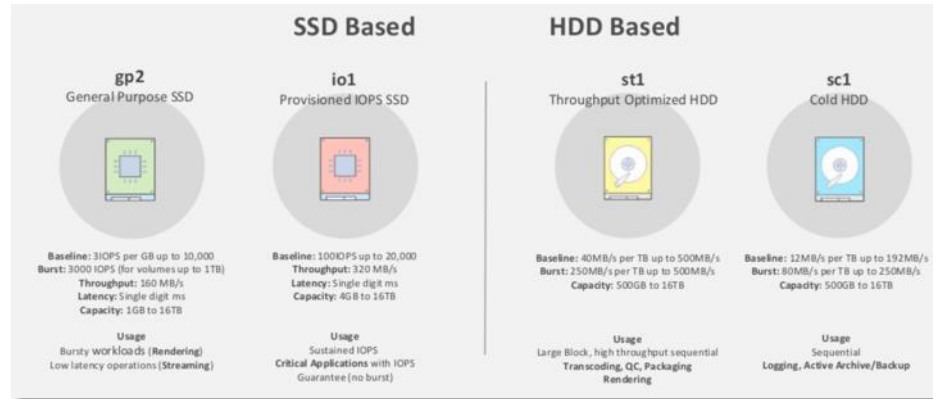 SSD Based
HDD Based
gp2
General Purpose SSD
Baseline: 3IOPS per GB up to 10,000
Burst: 3000 IOPS (for volumes up to 1TB)
Throughput: 160 MB/s
Latency: Single digit ms
Capacity: 1GB to 16TB
Usage
Bursty workloads (Rendering)
Low latency operations (Streaming)
io1
Provisioned IOPS SSD
Baseline: 100IOPS up to 20,000
Throughput: 320 MB/s
Latency: Single digit ms
Capacity: 4GB to 16TB
Usage
Sustained IOPS
Critical Applications with IOPS
Guarantee (no burst)
st1
Throughput Optimized HDD
Baseline: 40MB/s per TB up to 500MB/s
Burst: 250MB/s per TB up to 500MB/s
Capacity: 500GB to 16TB
Usage
Large Block, high throughput sequential
Transcoding, QC, Packaging
Rendering
sc1
Cold HDD
Baseline: 12MB/s per TB up to 192MB/s
Burst: 80MB/s per TB up to 250MB/s
Capacity: 500GB to 16TB
Usage
Sequential
Logging, Active Archive/Backup